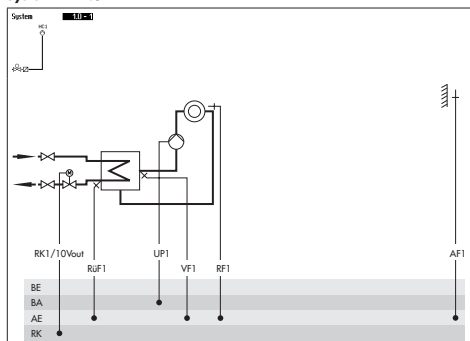 System 1.0 - 1
HC1
M
RK1/10Vout
RüF1
UP1
VF1
RF1
AF1
BE
BA
AE
RK